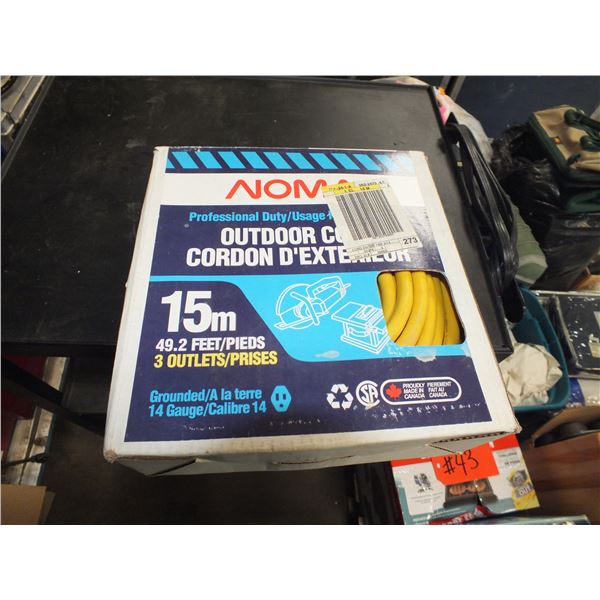 NOMA
Professional Duty/Usage
OUTDOOR CO
CORDON D'EXTERIEUR
273
15m
49.2 FEET/PIEDS
3 OUTLETS/PRISES
Grounded/A la terre
14 Gauge/Calibre 14
PROUDLY MADE IN CANADA
PIEREMENT FAIT AU CANADA
#43